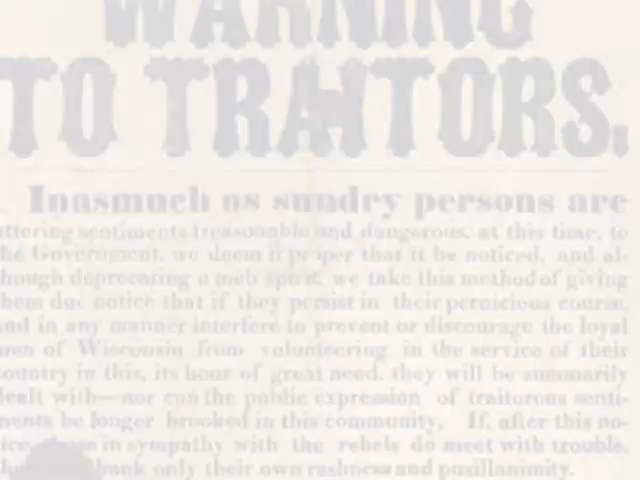 WARNING
TO TRAITORS.
Inasmuch as sundry persons are
uttering sentiments treasonable and dangerous, at this time, to
the Government, we deem it proper that it be noticed, and al-
though deprecating a mob spirit, we take this method of giving
them due notice that if they persist in their pernicious course,
and in any manner interfere to prevent or discourage the loyal
men of Wisconsin from volunteering in the service of their
country in this, its hour of great need, they will be summarily
dealt with—nor can the public expression of traitorous senti-
ments be longer brooked in this community. If, after this no-
tice, those in sympathy with the rebels do meet with trouble,
thank only their own rashness and pusillanimity.